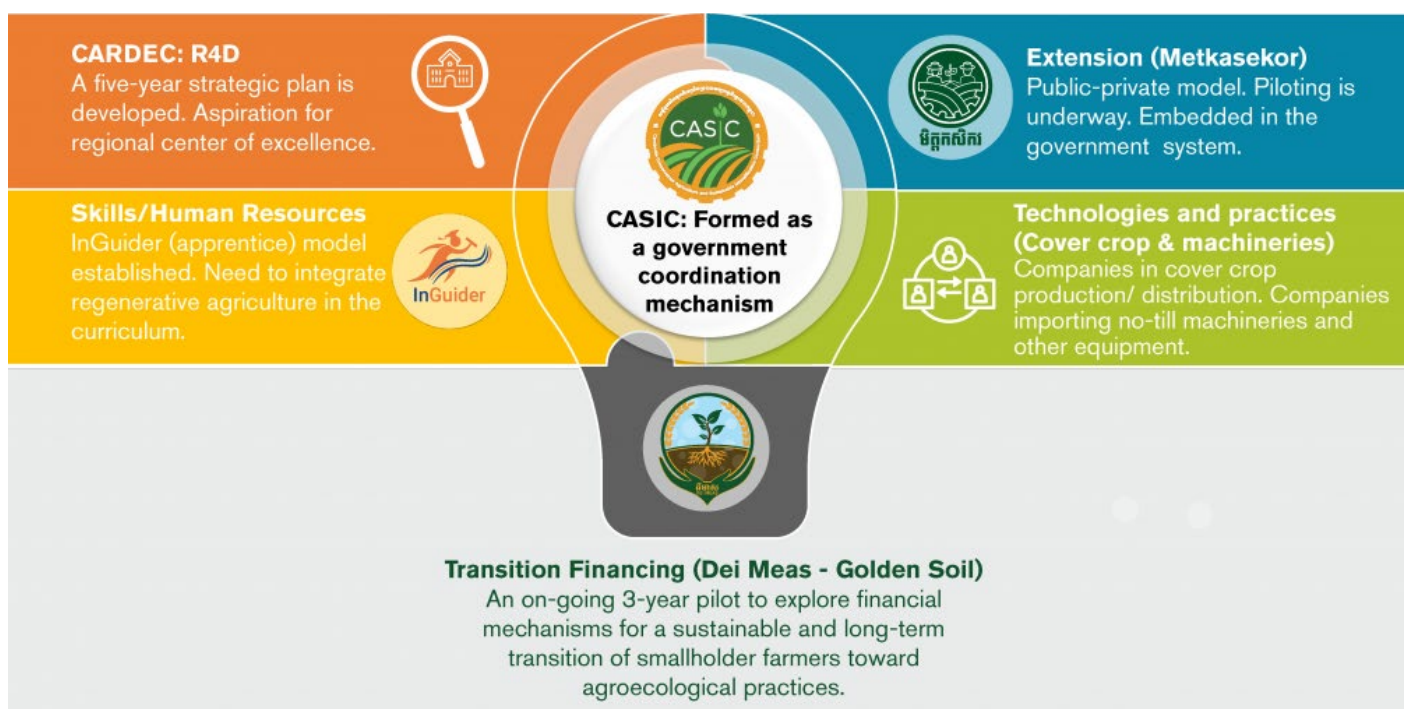 CARDEC: R4D
A five-year strategic plan is
developed. Aspiration for
regional center of excellence.
Skills/Human Resources
InGuider (apprentice) model
established. Need to integrate
regenerative agriculture in the
curriculum.
InGuider
CASIC
CASIC: Formed as
a government
coordination
mechanism
មិត្តកសិករ
Extension (Metkasekor)
Public-private model. Piloting is
underway. Embedded in the
government system.
Technologies and practices
(Cover crop & machineries)
Companies in cover crop
production/ distribution. Companies
importing no-till machineries and
other equipment.
Transition Financing (Dei Meas - Golden Soil)
An on-going 3-year pilot to explore financial
mechanisms for a sustainable and long-term
transition of smallholder farmers toward
agroecological practices.